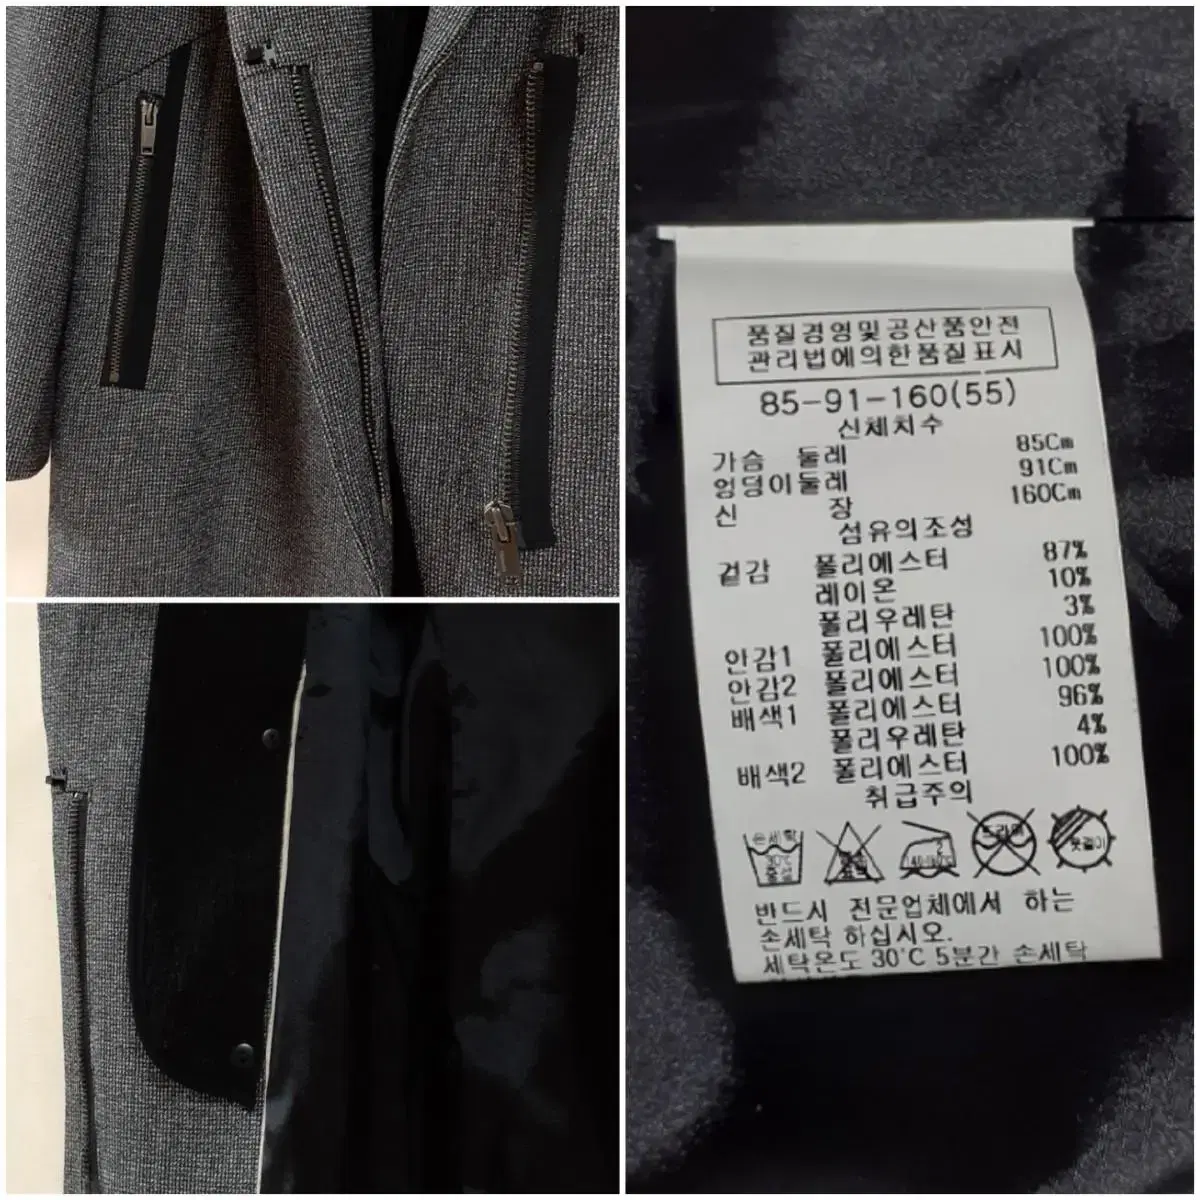 품질경영및공산품안전
관리법에의한품질표시
85-91-160(55)
신체치수
가슴 둘레 85Cm
엉덩이둘레 91Cm
신 장 160Cm
섬유의조성
겉감 폴리에스터 87%
레이온 10%
폴리우레탄 3%
안감1 폴리에스터 100%
안감2 폴리에스터 100%
배색1 폴리에스터 96%
폴리우레탄 4%
배색2 폴리에스터 100%
취급주의
손세탁 30℃ 중성
140-160℃
드라이
옷걸이
반드시 전문업체에서 하는
손세탁 하십시오.
세탁온도 30℃ 5분간 손세탁